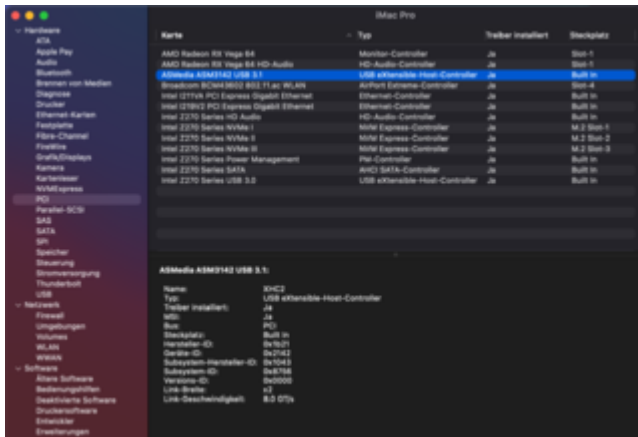 iMac Pro
Hardware
ATA
Apple Pay
Audio
Bluetooth
Brennen von Medien
Diagnose
Drucker
Ethernet-Karten
Festplatte
Fibre-Channel
FireWire
Grafik/Displays
Kamera
Kartenleser
NVMExpress
PCI
Parallel-SCSI
SAS
SATA
SPI
Speicher
Steuerung
Stromversorgung
Thunderbolt
USB
Netzwerk
Firewall
Umgebungen
Volumes
WLAN
WWAN
Software
Ältere Software
Bedienungshilfen
Deaktivierte Software
Druckersoftware
Entwickler
Erweiterungen
Karte Typ Treiber installiert Steckplatz
AMD Radeon RX Vega 64 Monitor-Controller Ja Slot-1
AMD Radeon RX Vega 64 HD-Audio HD-Audio-Controller Ja Slot-1
ASMedia ASM3142 USB 3.1 USB eXtensible-Host-Controller Ja Built In
Broadcom BCM43602 802.11 ac WLAN AirPort Extreme-Controller Ja Slot-4
Intel I211VA PCI Express Gigabit Ethernet Ethernet-Controller Ja Built In
Intel I219V2 PCI Express Gigabit Ethernet Ethernet-Controller Ja Built In
Intel Z270 Series HD Audio HD-Audio-Controller Ja Built In
Intel Z270 Series NVMe I NVM Express-Controller Ja M.2 Slot-1
Intel Z270 Series NVMe II NVM Express-Controller Ja M.2 Slot-2
Intel Z270 Series NVMe III NVM Express-Controller Ja M.2 Slot-3
Intel Z270 Series Power Management PM-Controller Ja Built In
Intel Z270 Series SATA AHCI SATA-Controller Ja Built In
Intel Z270 Series USB 3.0 USB eXtensible-Host-Controller Ja Built In
ASMedia ASM3142 USB 3.1:
Name: XHC2
Typ: USB eXtensible-Host-Controller
Treiber installiert: Ja
MSI: Ja
Bus: PCI
Steckplatz: Built In
Hersteller-ID: 0x1b21
Geräte-ID: 0x2142
Subsystem-Hersteller-ID: 0x1043
Subsystem-ID: 0x8756
Versions-ID: 0x0000
Link-Breite: x2
Link-Geschwindigkeit: 8.0 GT/s